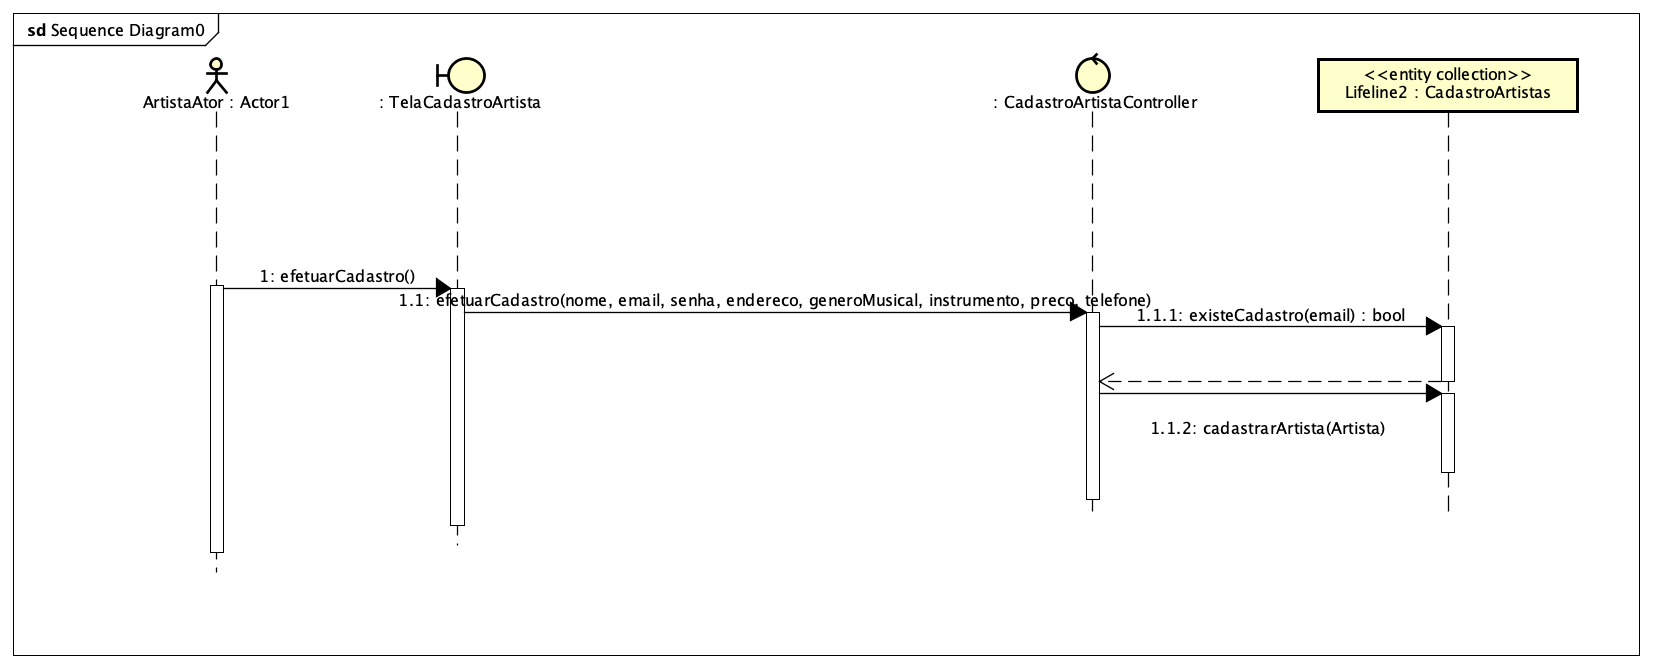 sd Sequence Diagram0
ArtistaAtor : Actor1
: TelaCadastroArtista
: CadastroArtistaController
<<entity collection>>
Lifeline2 : CadastroArtistas
1: efetuarCadastro()
1.1: efetuarCadastro(nome, email, senha, endereco, generoMusical, instrumento, preco, telefone)
1.1.1: existeCadastro(email) : bool
1.1.2: cadastrarArtista(Artista)